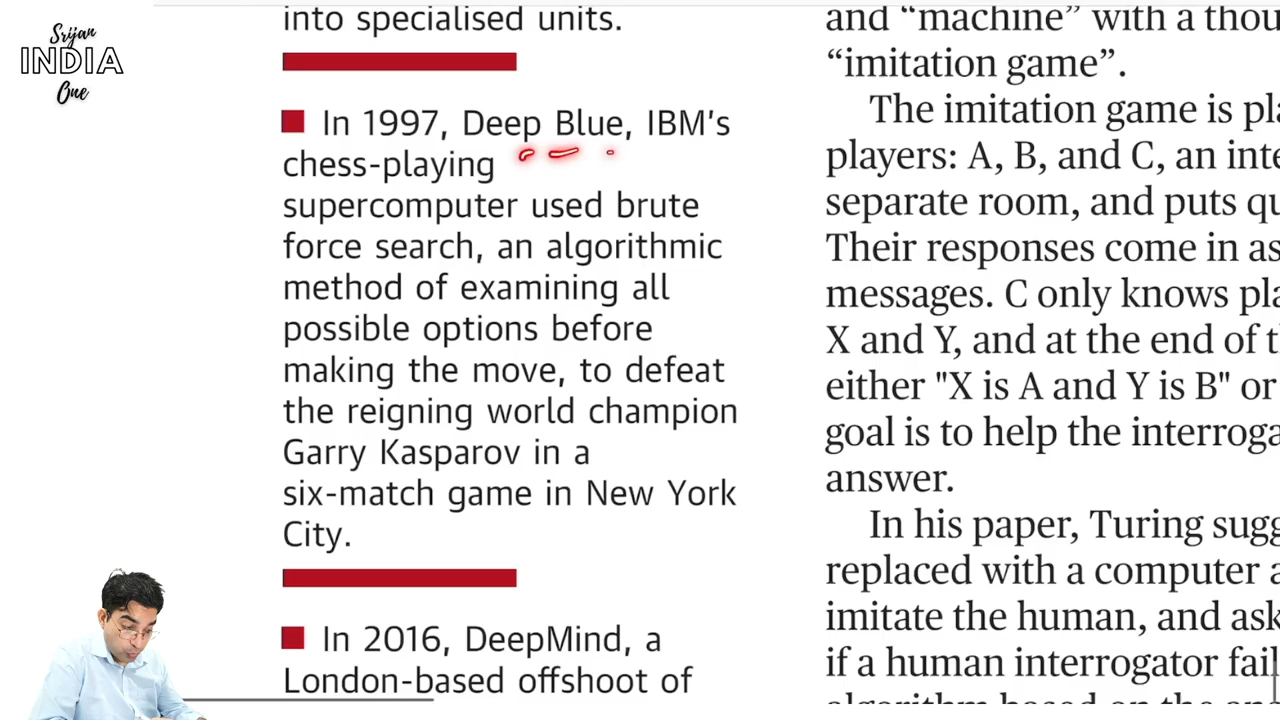 Srijan
INDIA
One
into specialised units.
■ In 1997, Deep Blue, IBM’s
chess-playing
supercomputer used brute
force search, an algorithmic
method of examining all
possible options before
making the move, to defeat
the reigning world champion
Garry Kasparov in a
six-match game in New York
City.
■ In 2016, DeepMind, a
London-based offshoot of
and “machine” with a thou
“imitation game”.
The imitation game is pla
players: A, B, and C, an inte
separate room, and puts qu
Their responses come in as
messages. C only knows pla
X and Y, and at the end of t
either "X is A and Y is B" or
goal is to help the interroga
answer.
In his paper, Turing sugg
replaced with a computer a
imitate the human, and ask
if a human interrogator fail
algorithm based on the ans